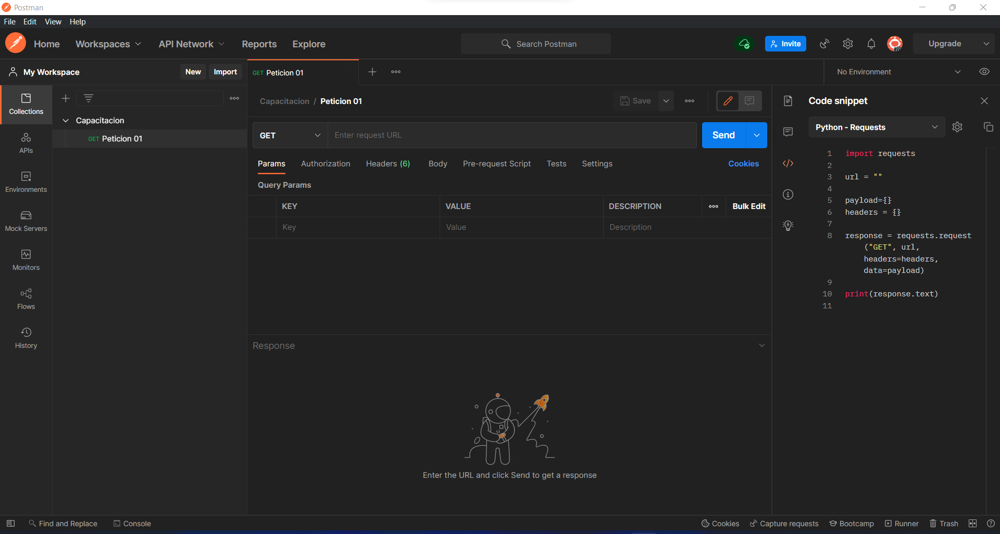 Postman
File Edit View Help
Home Workspaces API Network Reports Explore Search Postman Invite Upgrade
My Workspace New Import GET Peticion 01 No Environment
Collections
APIs
Environments
Mock Servers
Monitors
Flows
History
Capacitacion
GET Peticion 01
Capacitacion / Peticion 01 Save
GET Enter request URL Send
Params Authorization Headers (6) Body Pre-request Script Tests Settings Cookies
Query Params
KEY VALUE DESCRIPTION Bulk Edit
Key Value Description
Response
Enter the URL and click Send to get a response
Code snippet
Python - Requests
1 import requests
2
3 url = ""
4
5 payload={}
6 headers = {}
7
8 response = requests.request
("GET", url,
headers=headers,
data=payload)
9
10 print(response.text)
11
Find and Replace Console Cookies Capture requests Bootcamp Runner Trash